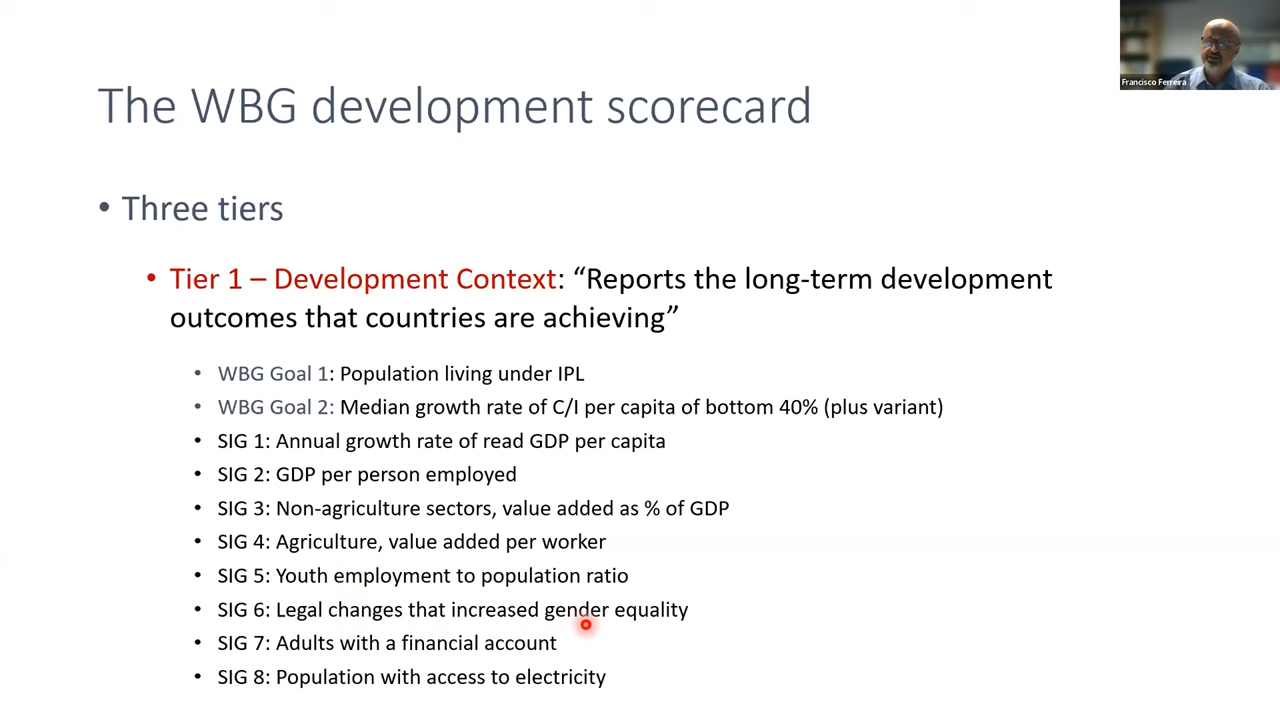 Francisco Ferreira
The WBG development scorecard
• Three tiers
• Tier 1 – Development Context: “Reports the long-term development
outcomes that countries are achieving”
• WBG Goal 1: Population living under IPL
• WBG Goal 2: Median growth rate of C/I per capita of bottom 40% (plus variant)
• SIG 1: Annual growth rate of read GDP per capita
• SIG 2: GDP per person employed
• SIG 3: Non-agriculture sectors, value added as % of GDP
• SIG 4: Agriculture, value added per worker
• SIG 5: Youth employment to population ratio
• SIG 6: Legal changes that increased gender equality
• SIG 7: Adults with a financial account
• SIG 8: Population with access to electricity